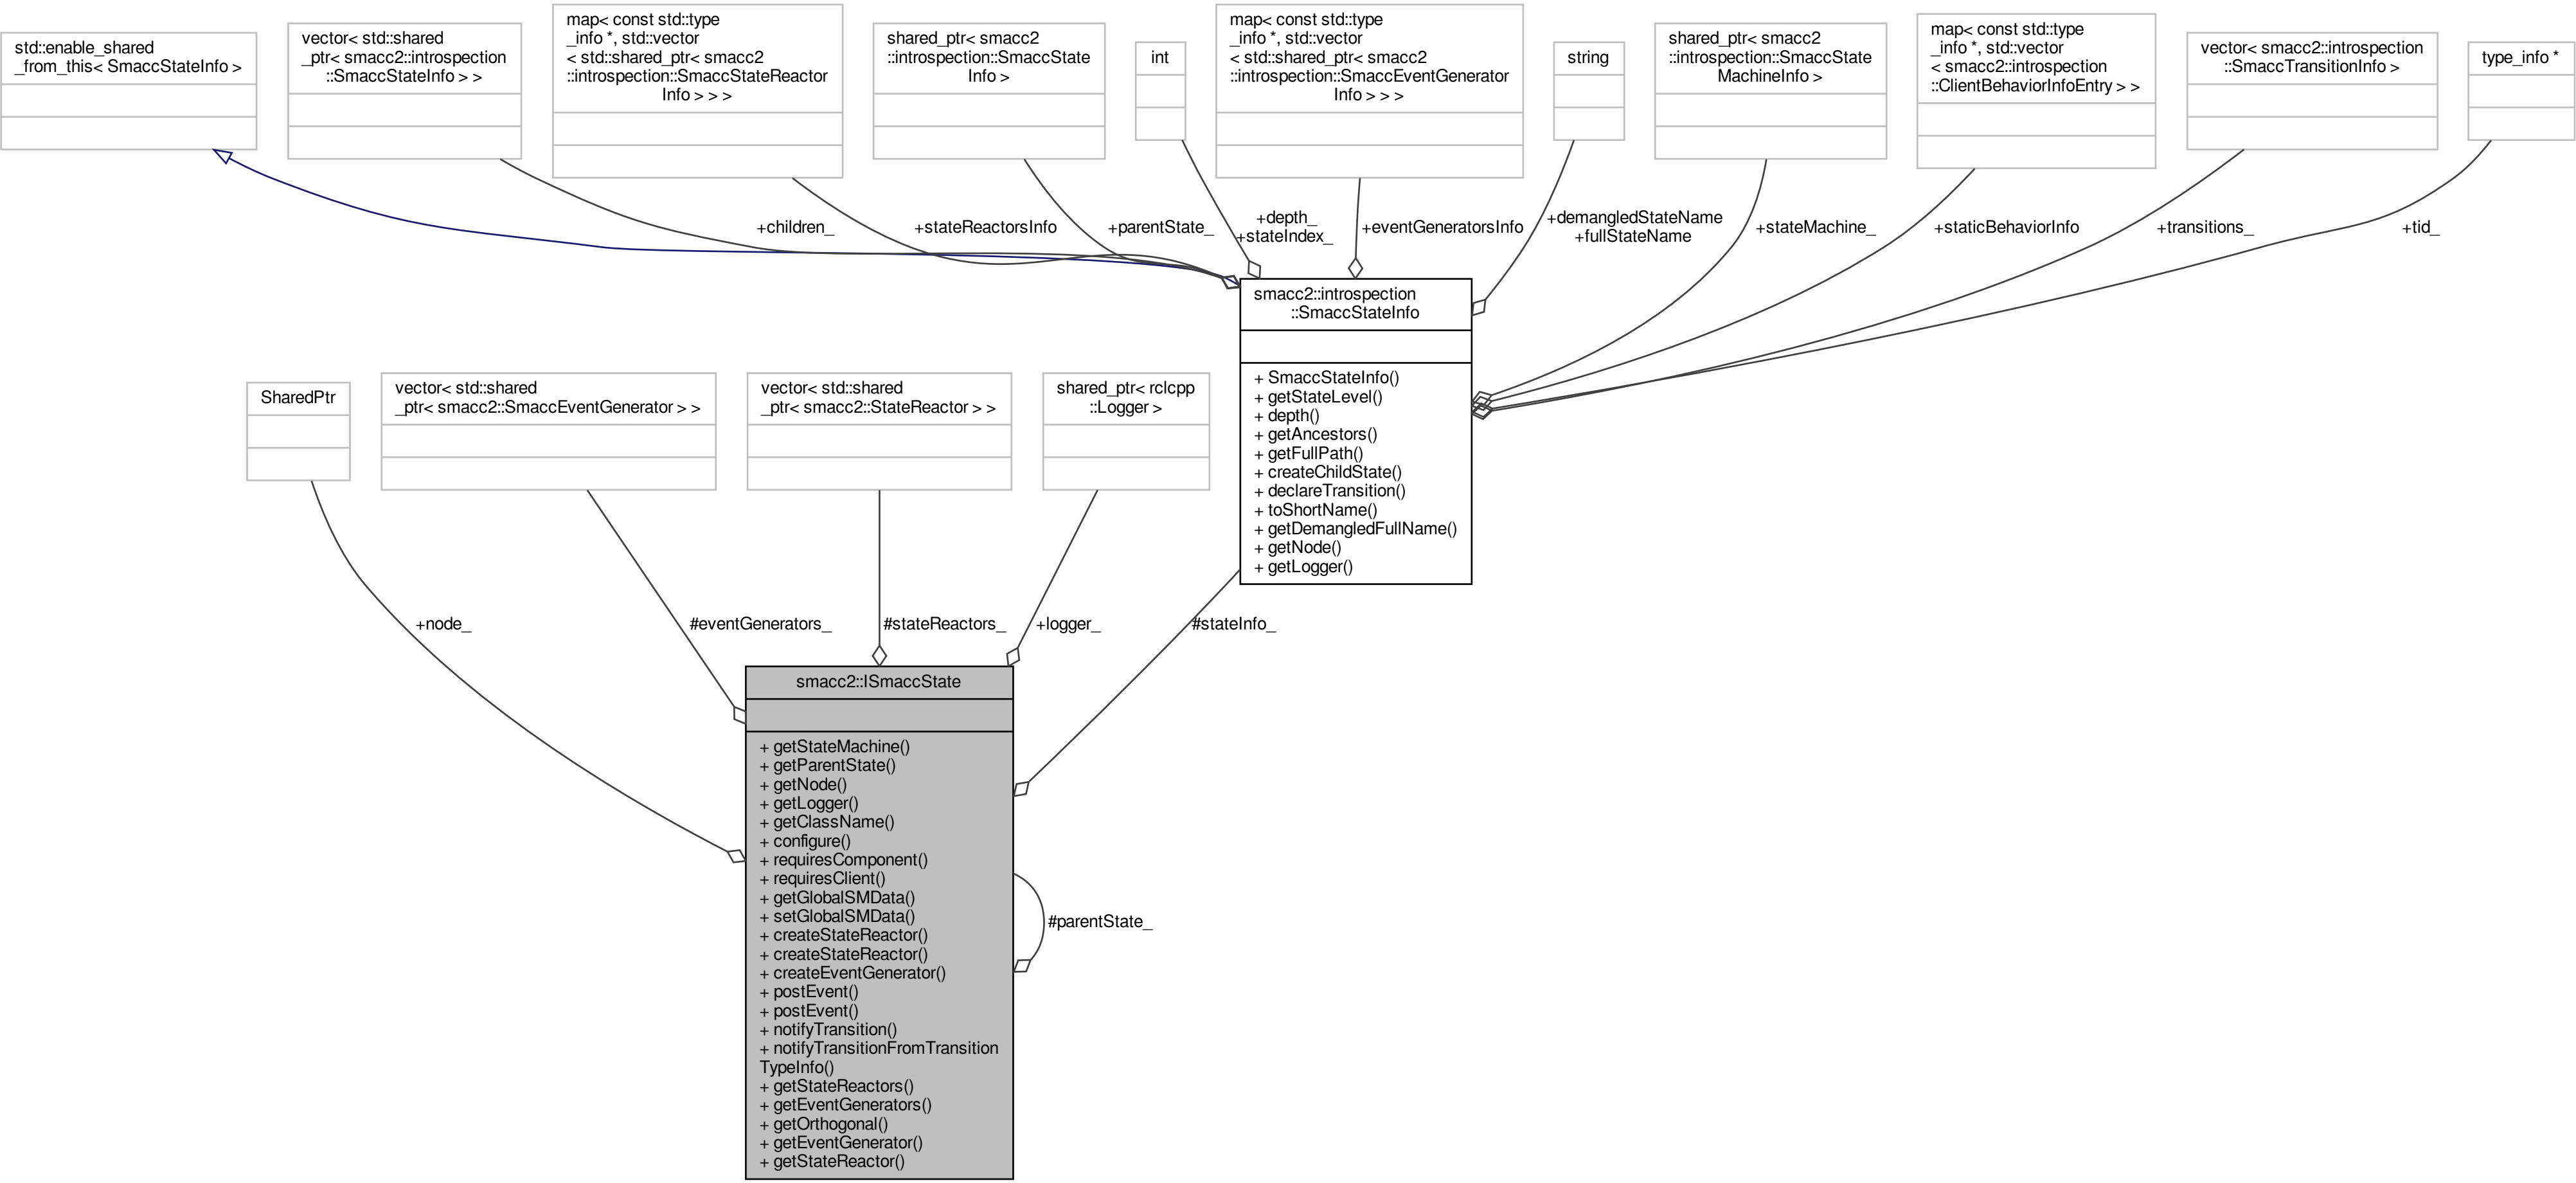 std::enable_shared
_from_this< SmaccStateInfo >
vector< std::shared
_ptr< smacc2::introspection
::SmaccStateInfo > >
map< const std::type
_info *, std::vector
< std::shared_ptr< smacc2
::introspection::SmaccStateReactor
Info > > >
shared_ptr< smacc2
::introspection::SmaccState
Info >
int
map< const std::type
_info *, std::vector
< std::shared_ptr< smacc2
::introspection::SmaccEventGenerator
Info > > >
string
shared_ptr< smacc2
::introspection::SmaccState
MachineInfo >
map< const std::type
_info *, std::vector
< smacc2::introspection
::ClientBehaviorInfoEntry > >
vector< smacc2::introspection
::SmaccTransitionInfo >
type_info *
+children_
+stateReactorsInfo
+parentState_
+depth_
+stateIndex_
+eventGeneratorsInfo
+demangledStateName
+fullStateName
+stateMachine_
+staticBehaviorInfo
+transitions_
+tid_
smacc2::introspection
::SmaccStateInfo
+ SmaccStateInfo()
+ getStateLevel()
+ depth()
+ getAncestors()
+ getFullPath()
+ createChildState()
+ declareTransition()
+ toShortName()
+ getDemangledFullName()
+ getNode()
+ getLogger()
SharedPtr
vector< std::shared
_ptr< smacc2::SmaccEventGenerator > >
vector< std::shared
_ptr< smacc2::StateReactor > >
shared_ptr< rclcpp
::Logger >
+node_
#eventGenerators_
#stateReactors_
+logger_
#stateInfo_
smacc2::ISmaccState
+ getStateMachine()
+ getParentState()
+ getNode()
+ getLogger()
+ getClassName()
+ configure()
+ requiresComponent()
+ requiresClient()
+ getGlobalSMData()
+ setGlobalSMData()
+ createStateReactor()
+ createStateReactor()
+ createEventGenerator()
+ postEvent()
+ postEvent()
+ notifyTransition()
+ notifyTransitionFromTransition
TypeInfo()
+ getStateReactors()
+ getEventGenerators()
+ getOrthogonal()
+ getEventGenerator()
+ getStateReactor()
#parentState_